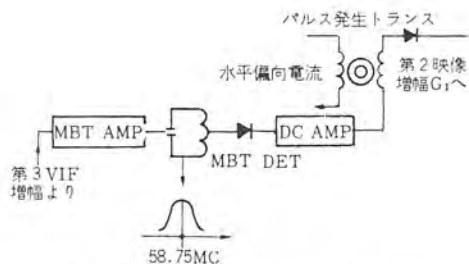 パルス発生トランス
水平偏向電流
第2映像
増幅G₁へ
MBT AMP
DC AMP
MBT DET
第3VIF
増幅より
58.75MC